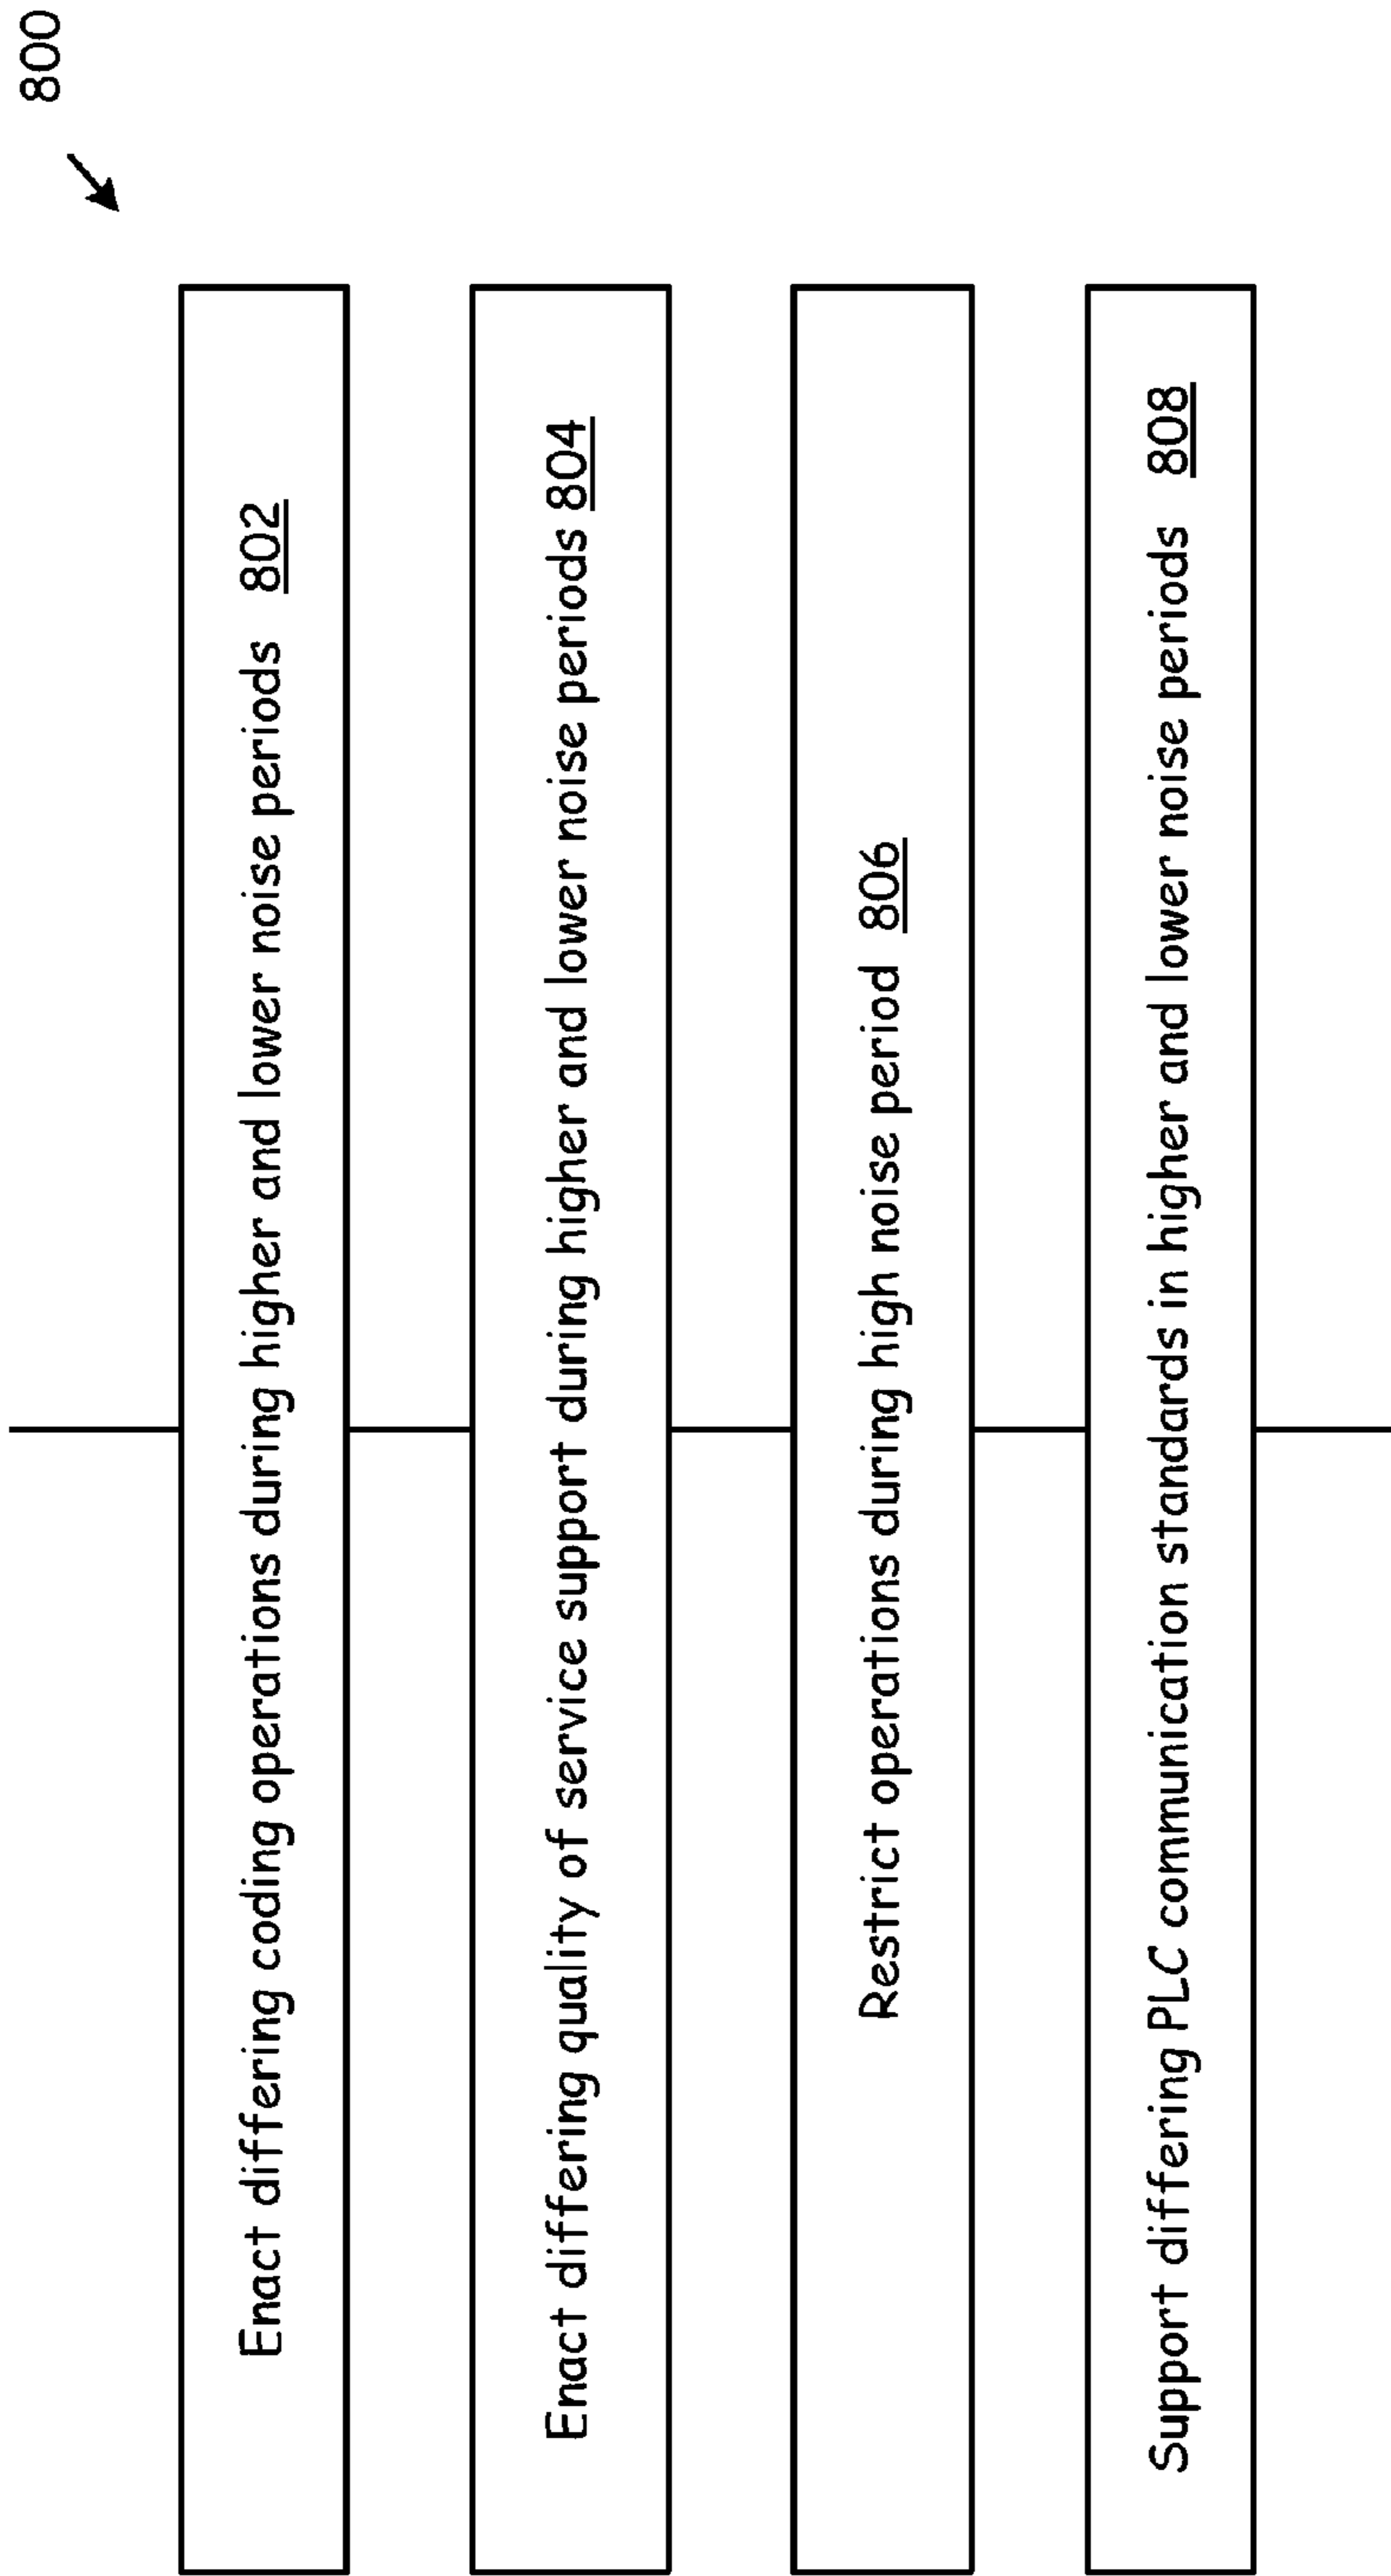 800
Enact differing coding operations during higher and lower noise periods 802
Enact differing quality of service support during higher and lower noise periods 804
Restrict operations during high noise period 806
Support differing PLC communication standards in higher and lower noise periods 808